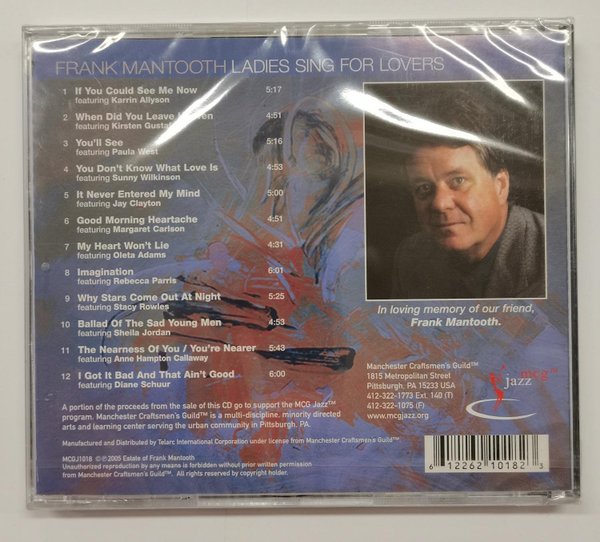 FRANK MANTOOTH LADIES SING FOR LOVERS
1 If You Could See Me Now 5:17
featuring Karrin Allyson
2 When Did You Leave Heaven 4:51
featuring Kirsten
3 You'll See 5:16
featuring Paula West
4 You Don't Know What Love Is 4:53
featuring Sunny Wilkinson
5 It Never Entered My Mind 5:00
featuring Jay Clayton
6 Good Morning Heartache 4:51
featuring Margaret Carlson
7 My Heart Won't Lie 4:31
featuring Oleta Adams
8 Imagination 6:01
featuring Rebecca Parris
9 Why Stars Come Out At Night 5:25
featuring Stacy Rowles
10 Ballad Of The Sad Young Men 4:53
featuring Sheila Jordan
11 The Nearness Of You / You're Nearer 5:43
featuring Anne Hampton Callaway
12 I Got It Bad And That Ain't Good 6:00
featuring Diane Schuur
In loving memory of our friend,
Frank Mantooth.
Manchester Craftsmen's Guild™
1815 Metropolitan Street
Pittsburgh, PA 15233 USA
412-322-1773 Ext. 140 (T)
412-322-1075 (F)
www.mcgjazz.org
mcg™
jazz
A portion of the proceeds from the sale of this CD go to support the MCG Jazz™
program. Manchester Craftsmen's Guild™ is a multi-discipline. minority directed
arts and learning center serving the urban community in Pittsburgh. PA.
Manufactured and Distributed by Telarc International Corporation under license from Manchester Craftsmen's Guild™.
MCGJ1018 ©℗2005 Estate of Frank Mantooth
Unauthorized reproduction by any means is forbidden without prior written permission
from Manchester Craftsmen's Guild™. All rights reserved by copyright holder.
6 12262 10182 3